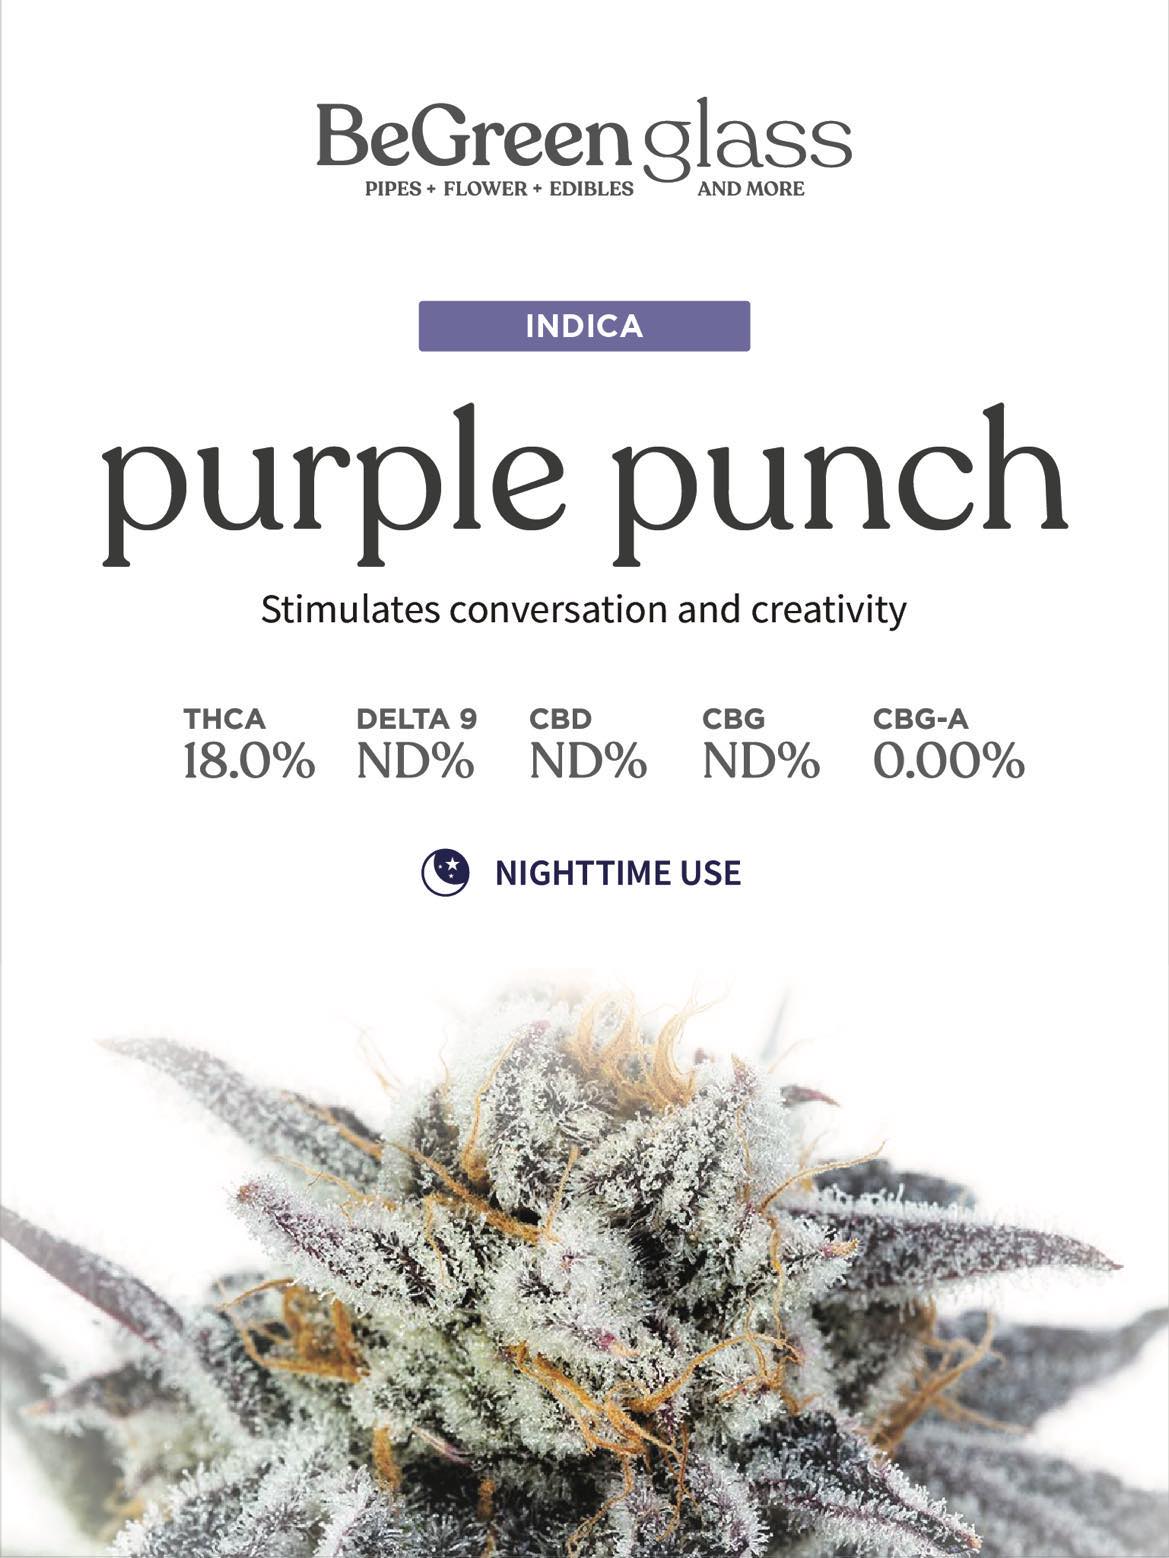 BeGreen glass
PIPES + FLOWER + EDIBLES AND MORE
INDICA
purple punch
Stimulates conversation and creativity
THCA DELTA 9 CBD CBG CBG-A
18.0% ND% ND% ND% 0.00%
NIGHTTIME USE